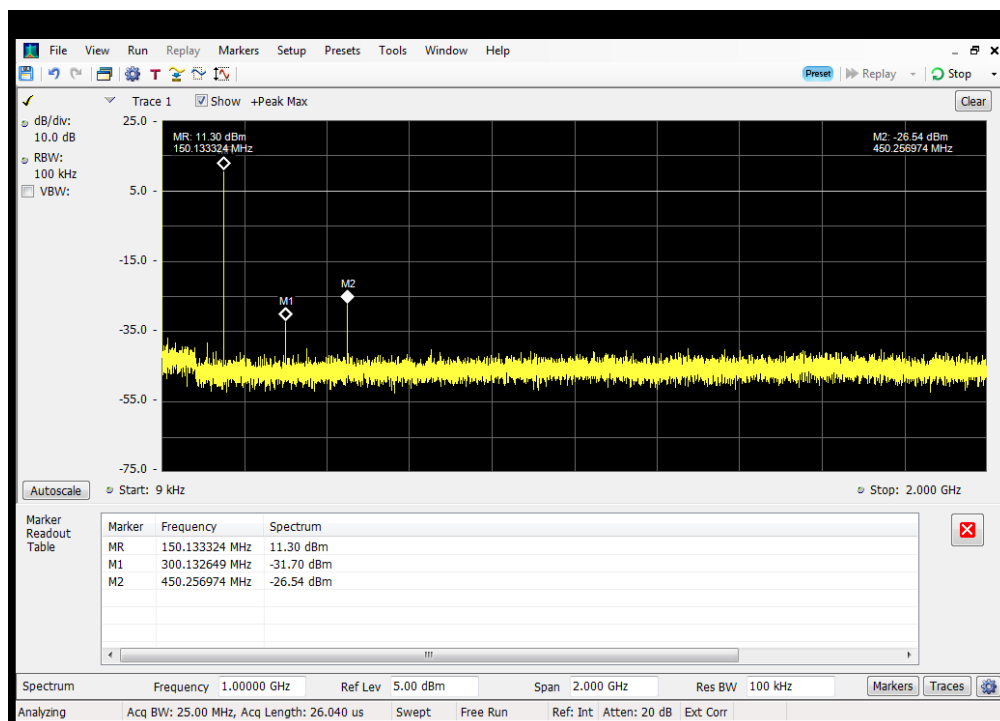 File View Run Replay Markers Setup Presets Tools Window Help
T Preset Replay Stop
Trace 1 Show +Peak Max Clear
dB/div:
10.0 dB
RBW:
100 kHz
VBW:
25.0
5.0
-15.0
-35.0
-55.0
-75.0
MR: 11.30 dBm
150.133324 MHz
M2: -26.54 dBm
450.256974 MHz
M2
M1
Autoscale Start: 9 kHz Stop: 2.000 GHz
Marker
Readout
Table
Marker Frequency Spectrum
MR 150.133324 MHz 11.30 dBm
M1 300.132649 MHz -31.70 dBm
M2 450.256974 MHz -26.54 dBm
Spectrum Frequency 1.00000 GHz Ref Lev 5.00 dBm Span 2.000 GHz Res BW 100 kHz Markers Traces
Analyzing Acq BW: 25.00 MHz, Acq Length: 26.040 us Swept Free Run Ref: Int Atten: 20 dB Ext Corr